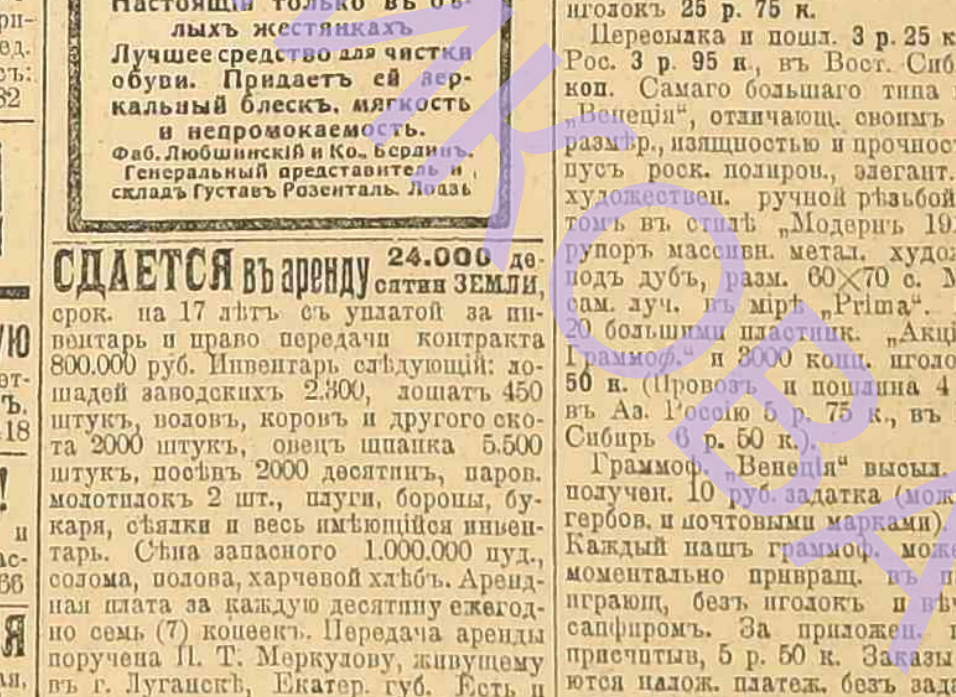 Настоящій только въ бѣ-
лыхъ жестянкахъ
Лучшее средство для чистки
обуви. Придаетъ ей зер-
кальный блескъ, мягкость
и непромокаемость.
Фаб. Любшинскій и Ко., Берлинъ.
Генеральный представитель и
складъ Густавъ Розенталь. Лодзь
СДАЕТСЯ въ аренду 24.000 де-
сятин ЗЕМЛИ,
срок. на 17 лѣтъ съ уплатой за ин-
вентарь и право передачи контракта
800.000 руб. Инвентарь слѣдующій: ло-
шадей заводскихъ 2.300, лошатъ 450
штукъ, воловъ, коровъ и другого ско-
та 2000 штукъ, овецъ шпанка 5.500
штукъ, посѣвъ 2000 десятинъ, паров.
молотилокъ 2 шт., плуги, бороны, бу-
каря, сѣялки и весь имѣющійся инвен-
тарь. Сѣна запасного 1.000.000 пуд.,
солома, полова, харчевой хлѣбъ. Аренд-
ная плата за каждую десятину ежегод-
но семь (7) копеекъ. Передача аренды
поручена П. Т. Меркулову, живущему
въ г. Луганскѣ, Екатер. губ. Есть и
иголокъ 25 р. 75 к.
Пересылка и пошл. 3 р. 25 к
Рос. 3 р. 95 к., въ Вост. Сиб
коп. Самаго большаго типа
„Венеція“, отличающ. своимъ
размѣр., изящностью и прочнос
пусъ роск. полиров., элегант.
художествен. ручной рѣзьбой
томъ въ стилѣ „Модернъ 19
рупоръ массивн. метал. худо
подъ дубъ, разм. 60×70 с. М
сам. луч. въ мірѣ „Prima“.
20 большими пластинк. „Акці
Граммоф.“ и 3000 конц. иголо
50 к. (Провозъ и пошлина 4
въ Аз. Россію 5 р. 75 к., въ
Сибирь 6 р. 50 к.).
Граммоф. „Венеція“ высыл.
получен. 10 руб. задатка (мож
гербов. и почтовыми марками).
Каждый нашъ граммоф. може
моментально превращ. въ п
играющ, безъ иголокъ и вѣч
сапфиромъ. За приложен.
присчитыв, 5 р. 50 к. Заказы
ются налож. платеж. безъ зада
КОВА